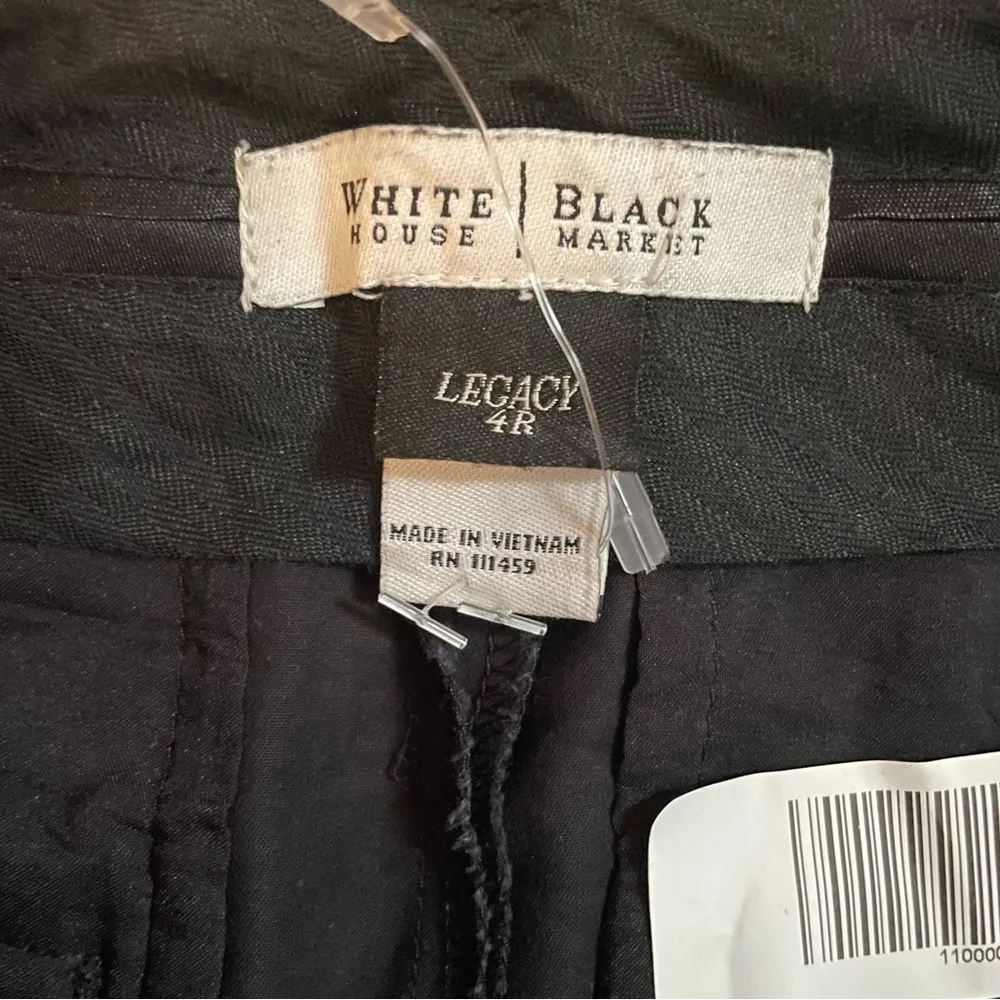 WHITE | BLACK
HOUSE | MARKET
LEGACY
4R
MADE IN VIETNAM
RN 111459
110000